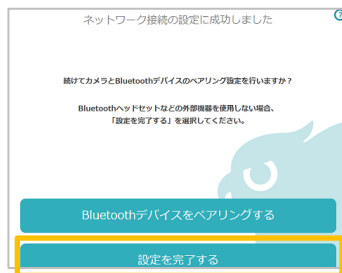 ネットワーク接続の設定に成功しました
?
続けてカメラとBluetoothデバイスのペアリング設定を行いますか？
Bluetoothヘッドセットなどの外部機器を使用しない場合、
「設定を完了する」を選択してください。
Bluetoothデバイスをペアリングする
設定を完了する